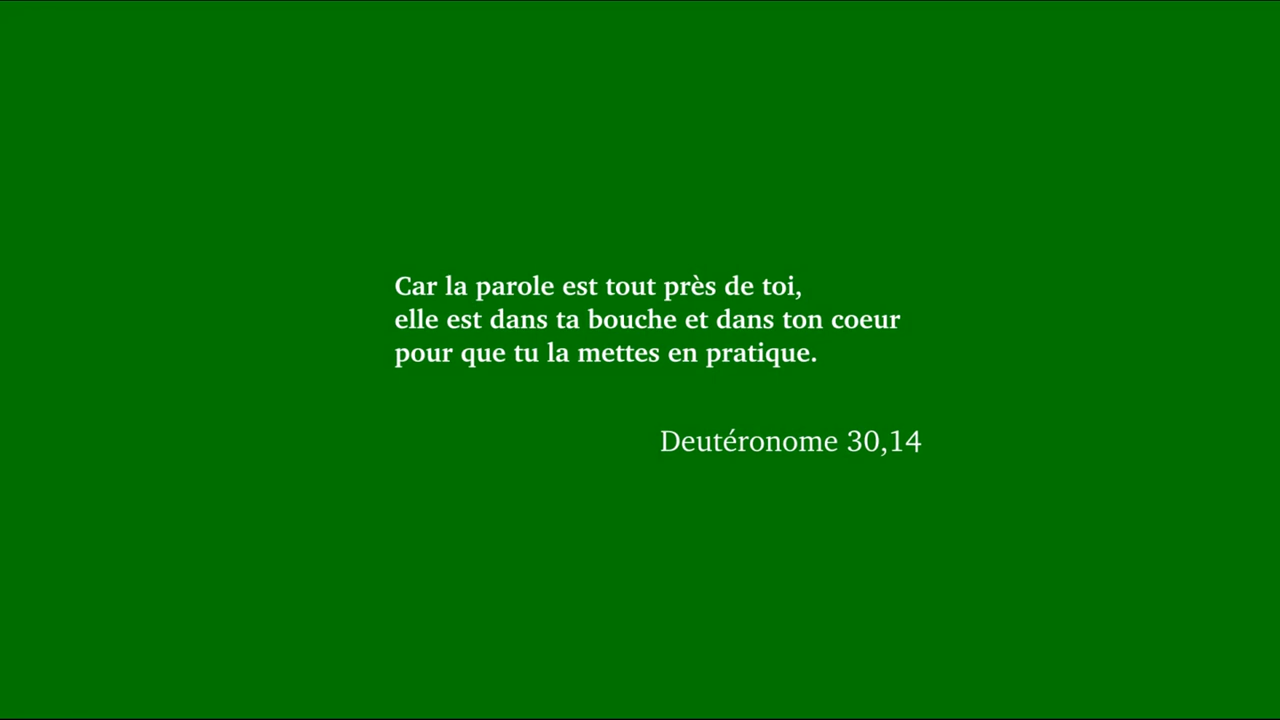 Car la parole est tout près de toi,
elle est dans ta bouche et dans ton coeur
pour que tu la mettes en pratique.
Deutéronome 30,14